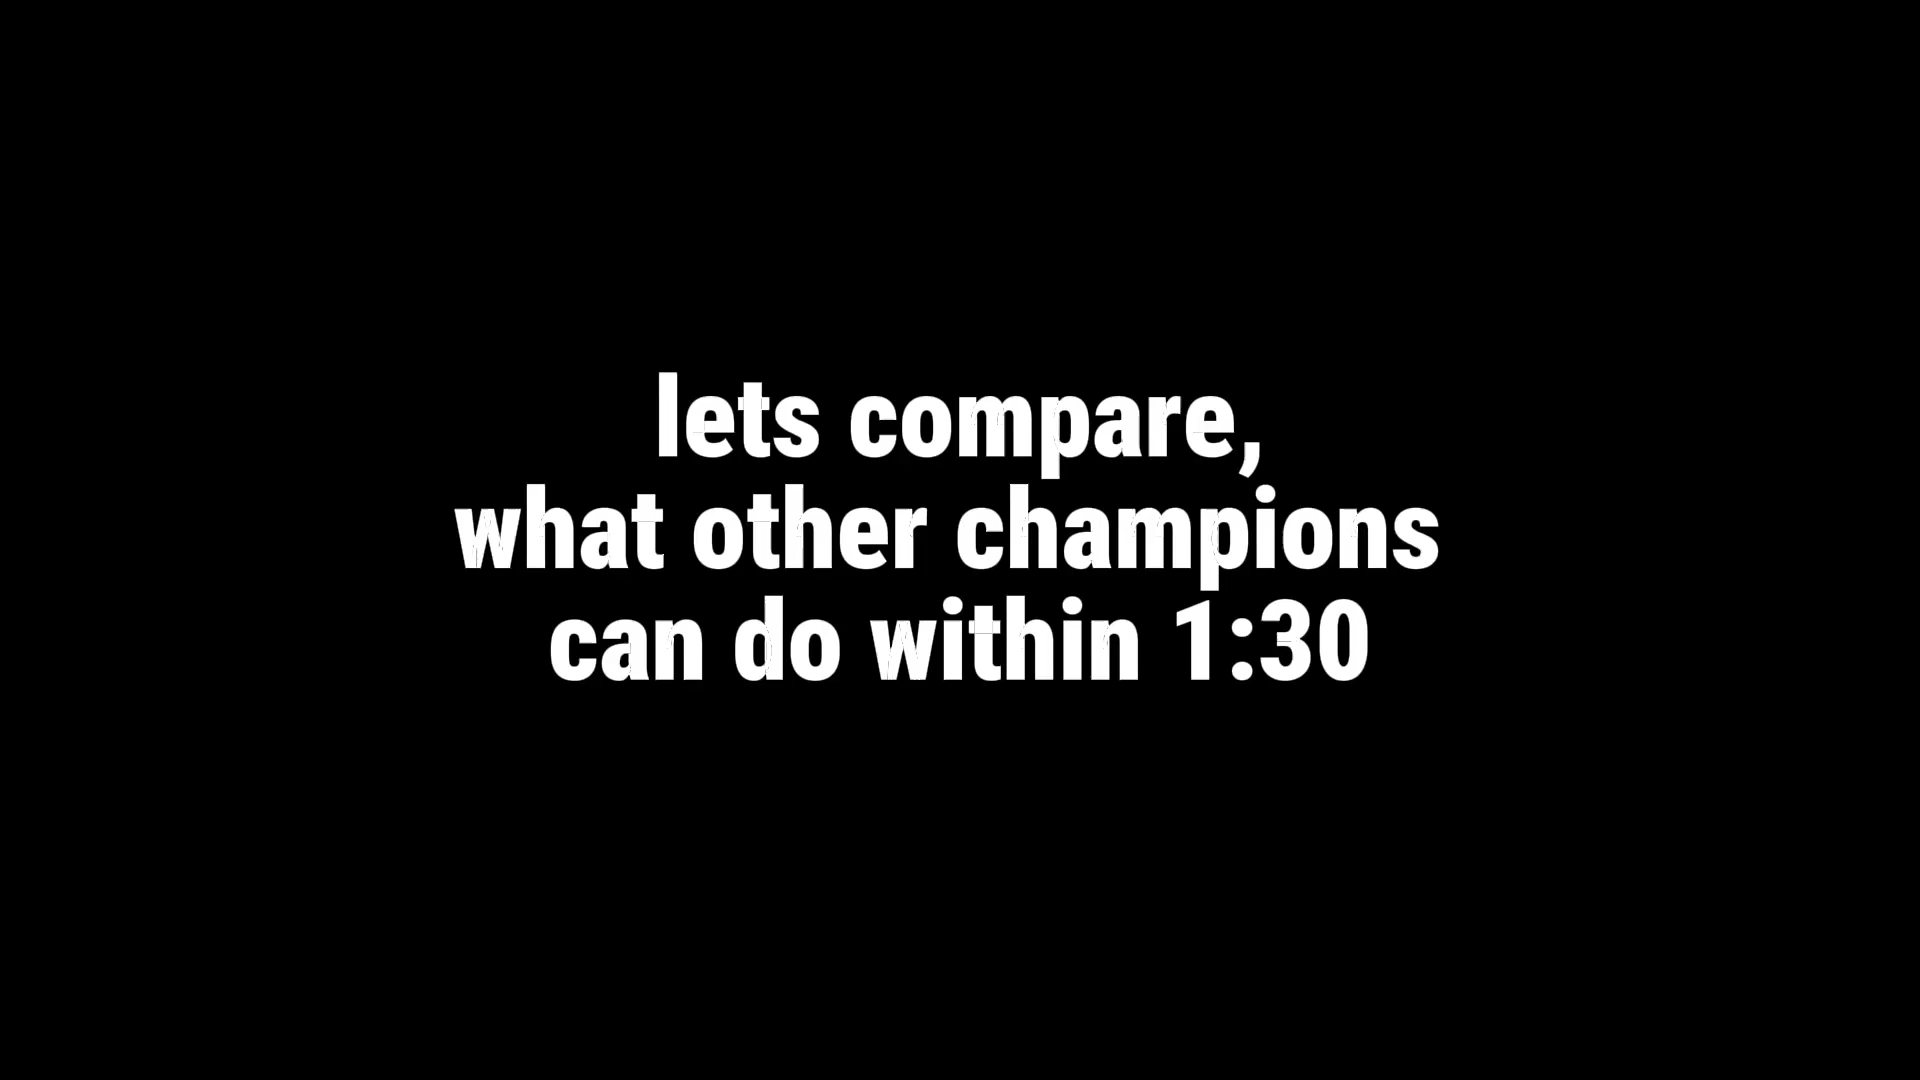 lets compare,
what other champions
can do within 1:30